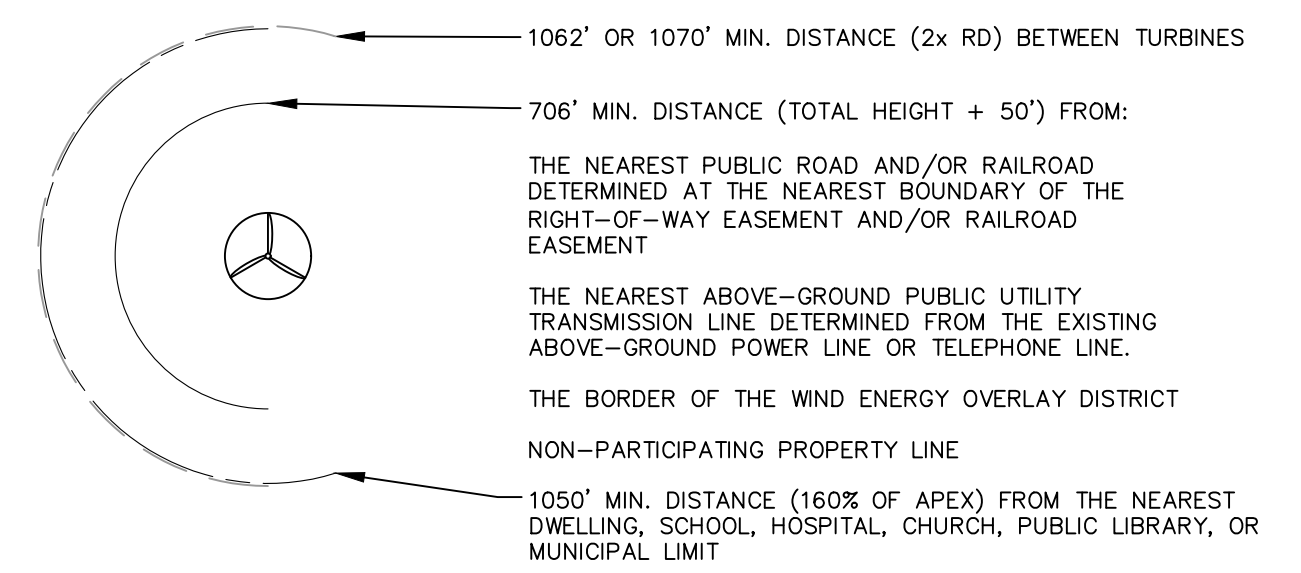 1062' OR 1070' MIN. DISTANCE (2x RD) BETWEEN TURBINES
706' MIN. DISTANCE (TOTAL HEIGHT + 50') FROM:
THE NEAREST PUBLIC ROAD AND/OR RAILROAD
DETERMINED AT THE NEAREST BOUNDARY OF THE
RIGHT-OF-WAY EASEMENT AND/OR RAILROAD
EASEMENT
THE NEAREST ABOVE-GROUND PUBLIC UTILITY
TRANSMISSION LINE DETERMINED FROM THE EXISTING
ABOVE-GROUND POWER LINE OR TELEPHONE LINE.
THE BORDER OF THE WIND ENERGY OVERLAY DISTRICT
NON-PARTICIPATING PROPERTY LINE
1050' MIN. DISTANCE (160% OF APEX) FROM THE NEAREST
DWELLING, SCHOOL, HOSPITAL, CHURCH, PUBLIC LIBRARY, OR
MUNICIPAL LIMIT